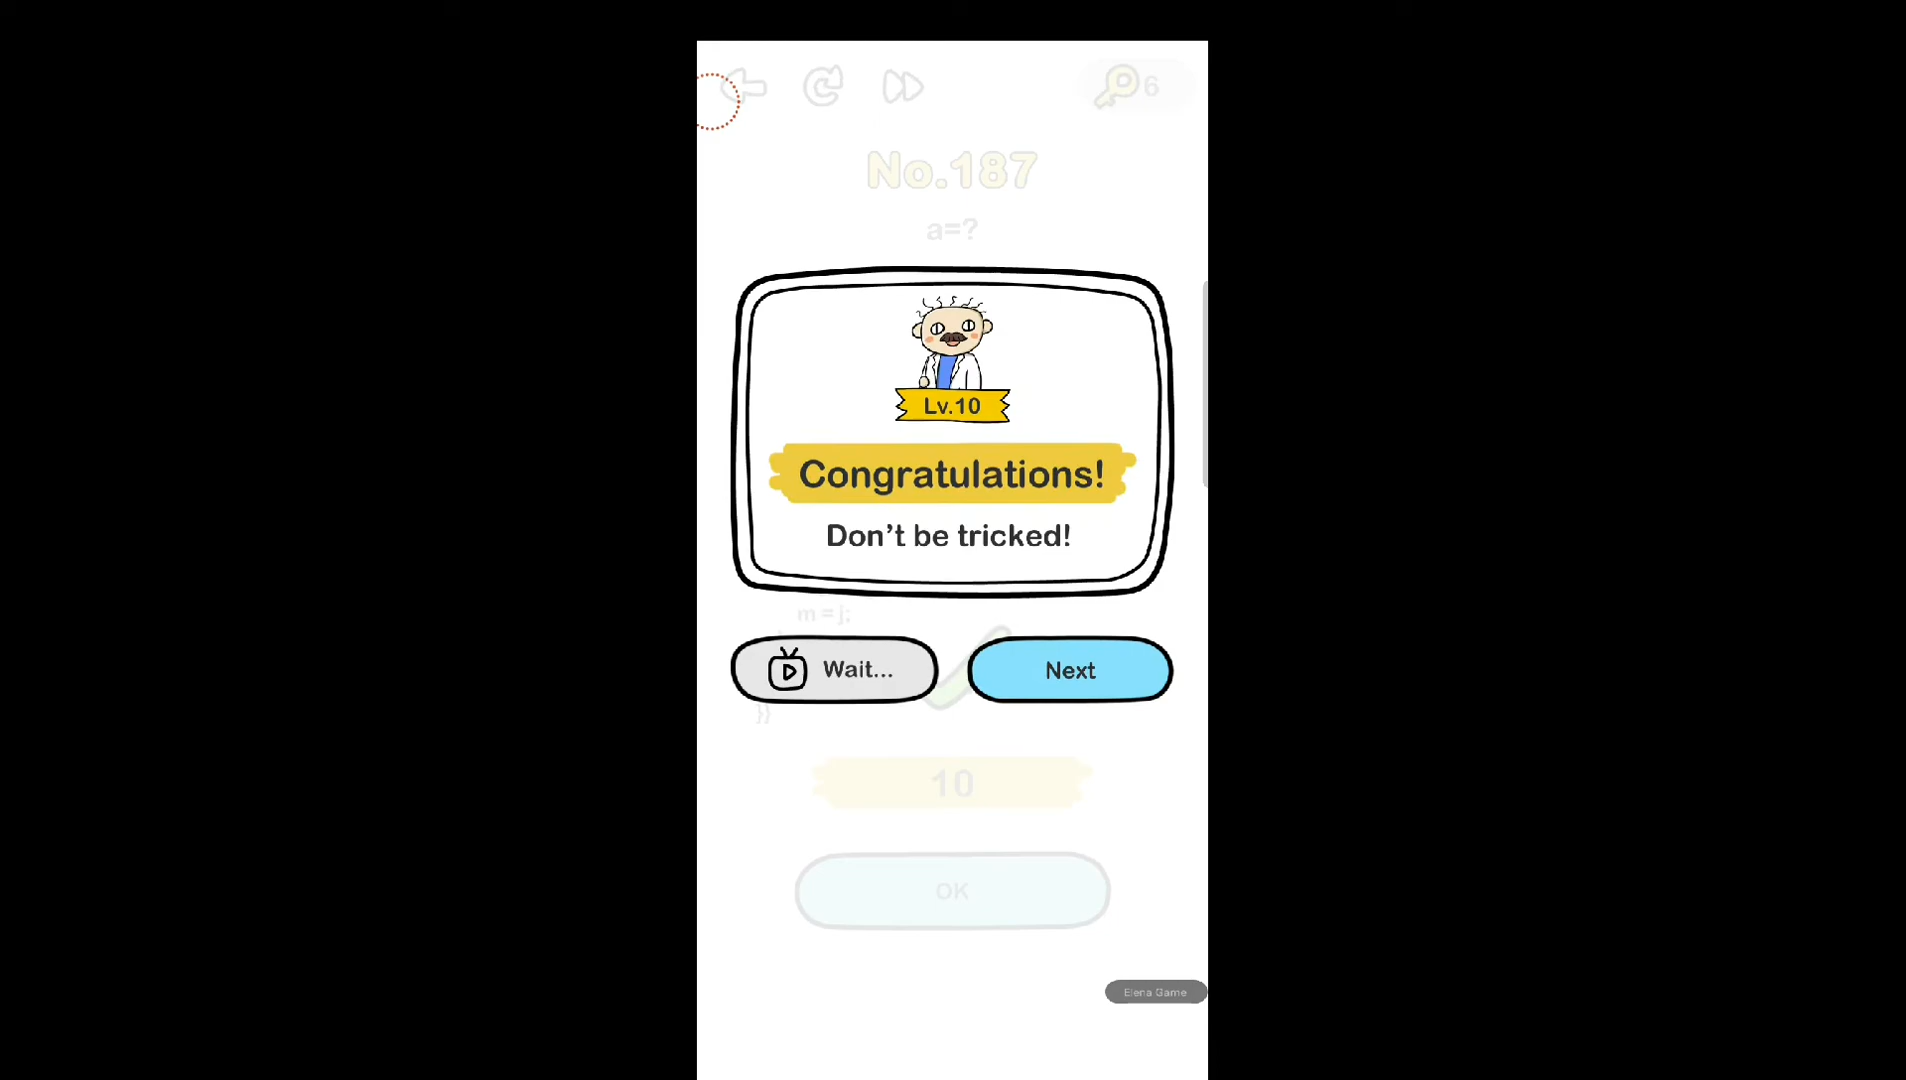 6
No.187
a=?
Lv.10
Congratulations!
Don't be tricked!
m = j;
Wait...
Next
}}
10
OK
Elena Game